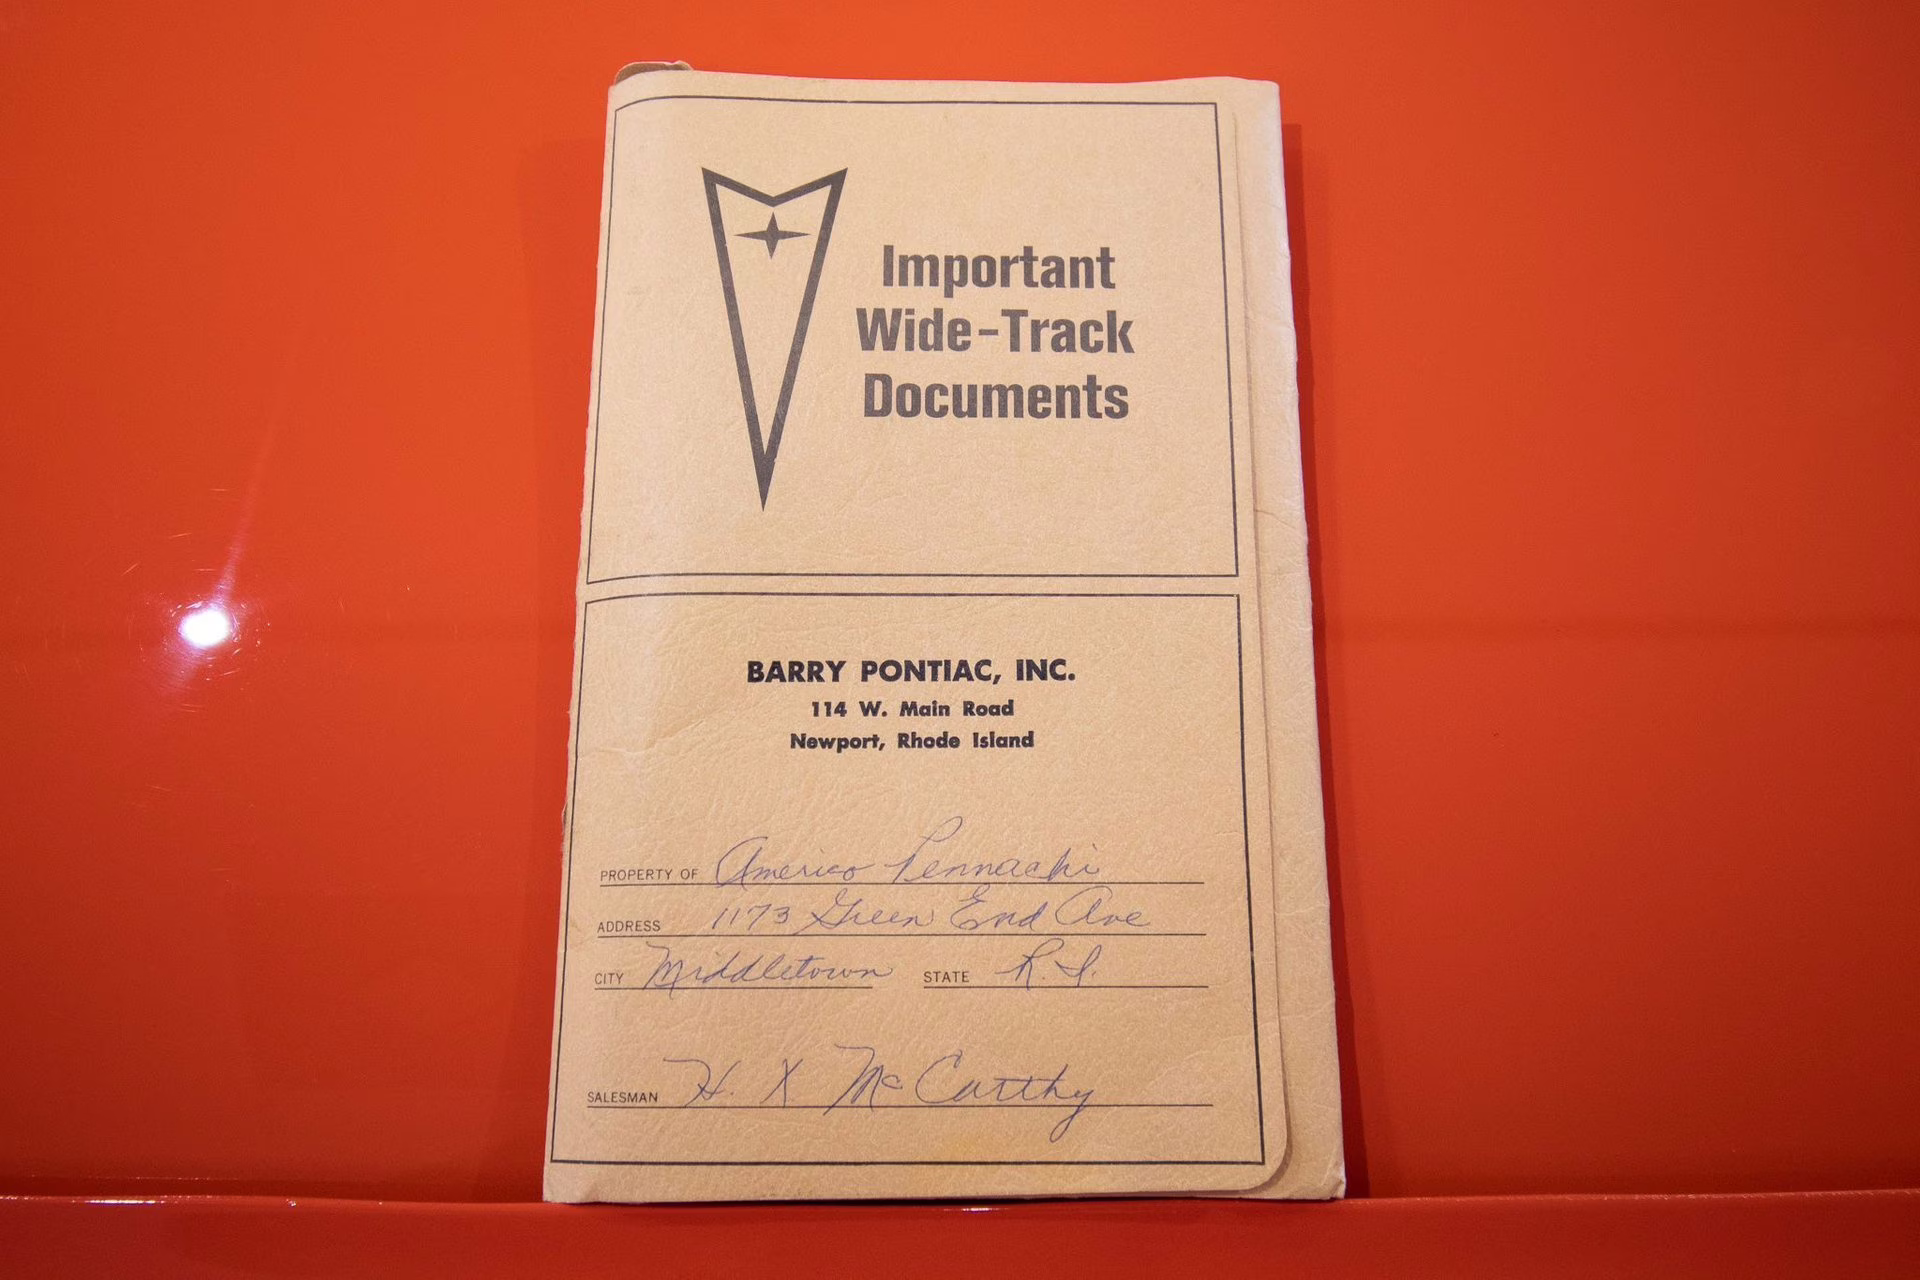 Important
Wide-Track
Documents
BARRY PONTIAC, INC.
114 W. Main Road
Newport, Rhode Island
PROPERTY OF Americo Pennachi
ADDRESS 1173 Green End Ave
CITY Middletown STATE R.I.
SALESMAN H. X McCarthy